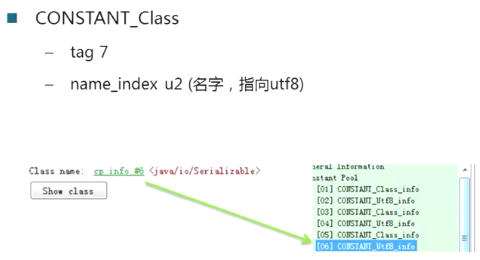 CONSTANT_Class
– tag 7
– name_index u2 (名字，指向utf8)
Class name: cp info #6 <java/io/Serializable>
Show class
neral Information
nstant Pool
[01] CONSTANT_Class_info
[02] CONSTANT_Utf8_info
[03] CONSTANT_Class_info
[04] CONSTANT_Utf8_info
[05] CONSTANT_Class_info
[06] CONSTANT_Utf8_info